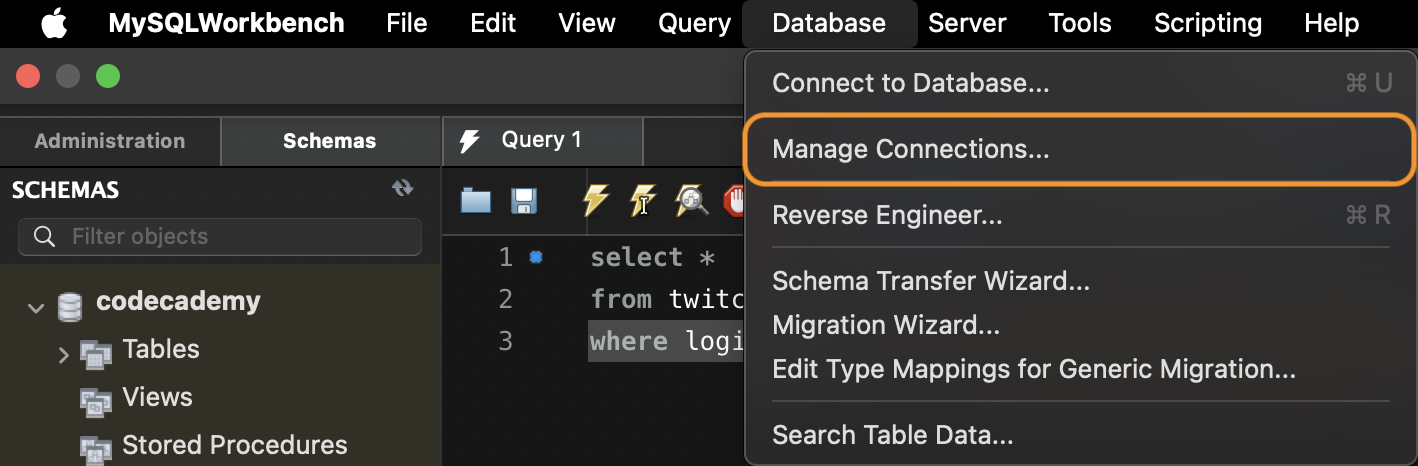 MySQLWorkbench File Edit View Query Database Server Tools Scripting Help
Connect to Database... ⌘ U
Manage Connections...
Reverse Engineer... ⌘ R
Schema Transfer Wizard...
Migration Wizard...
Edit Type Mappings for Generic Migration...
Search Table Data...
Administration Schemas
SCHEMAS
Filter objects
codecademy
Tables
Views
Stored Procedures
Query 1
1 select *
2 from twitc
3 where logi